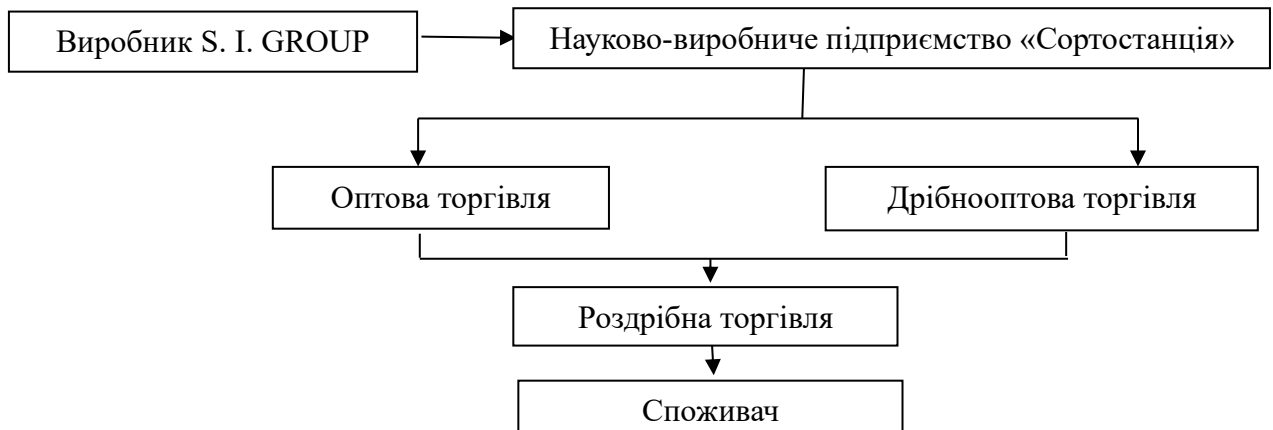 Виробник S. I. GROUP
Науково-виробниче підприємство «Сортостанція»
Оптова торгівля
Дрібнооптова торгівля
Роздрібна торгівля
Споживач